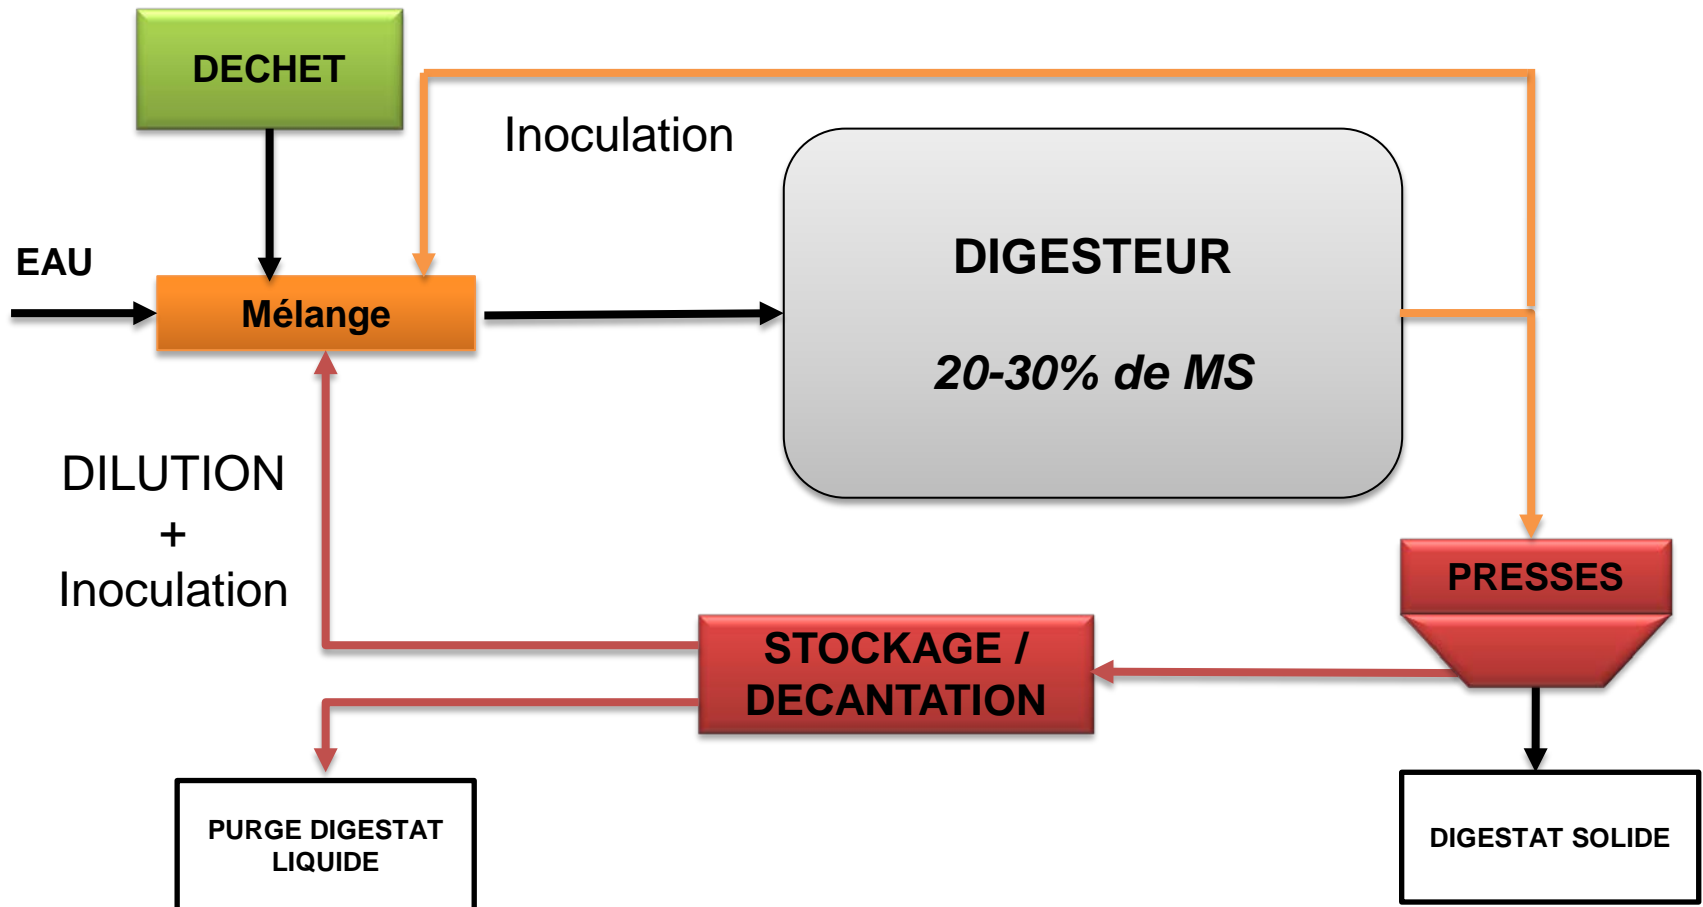 DECHET
Inoculation
EAU
Mélange
DIGESTEUR
20-30% de MS
DILUTION
+
Inoculation
PRESSES
STOCKAGE /
DECANTATION
PURGE DIGESTAT
LIQUIDE
DIGESTAT SOLIDE